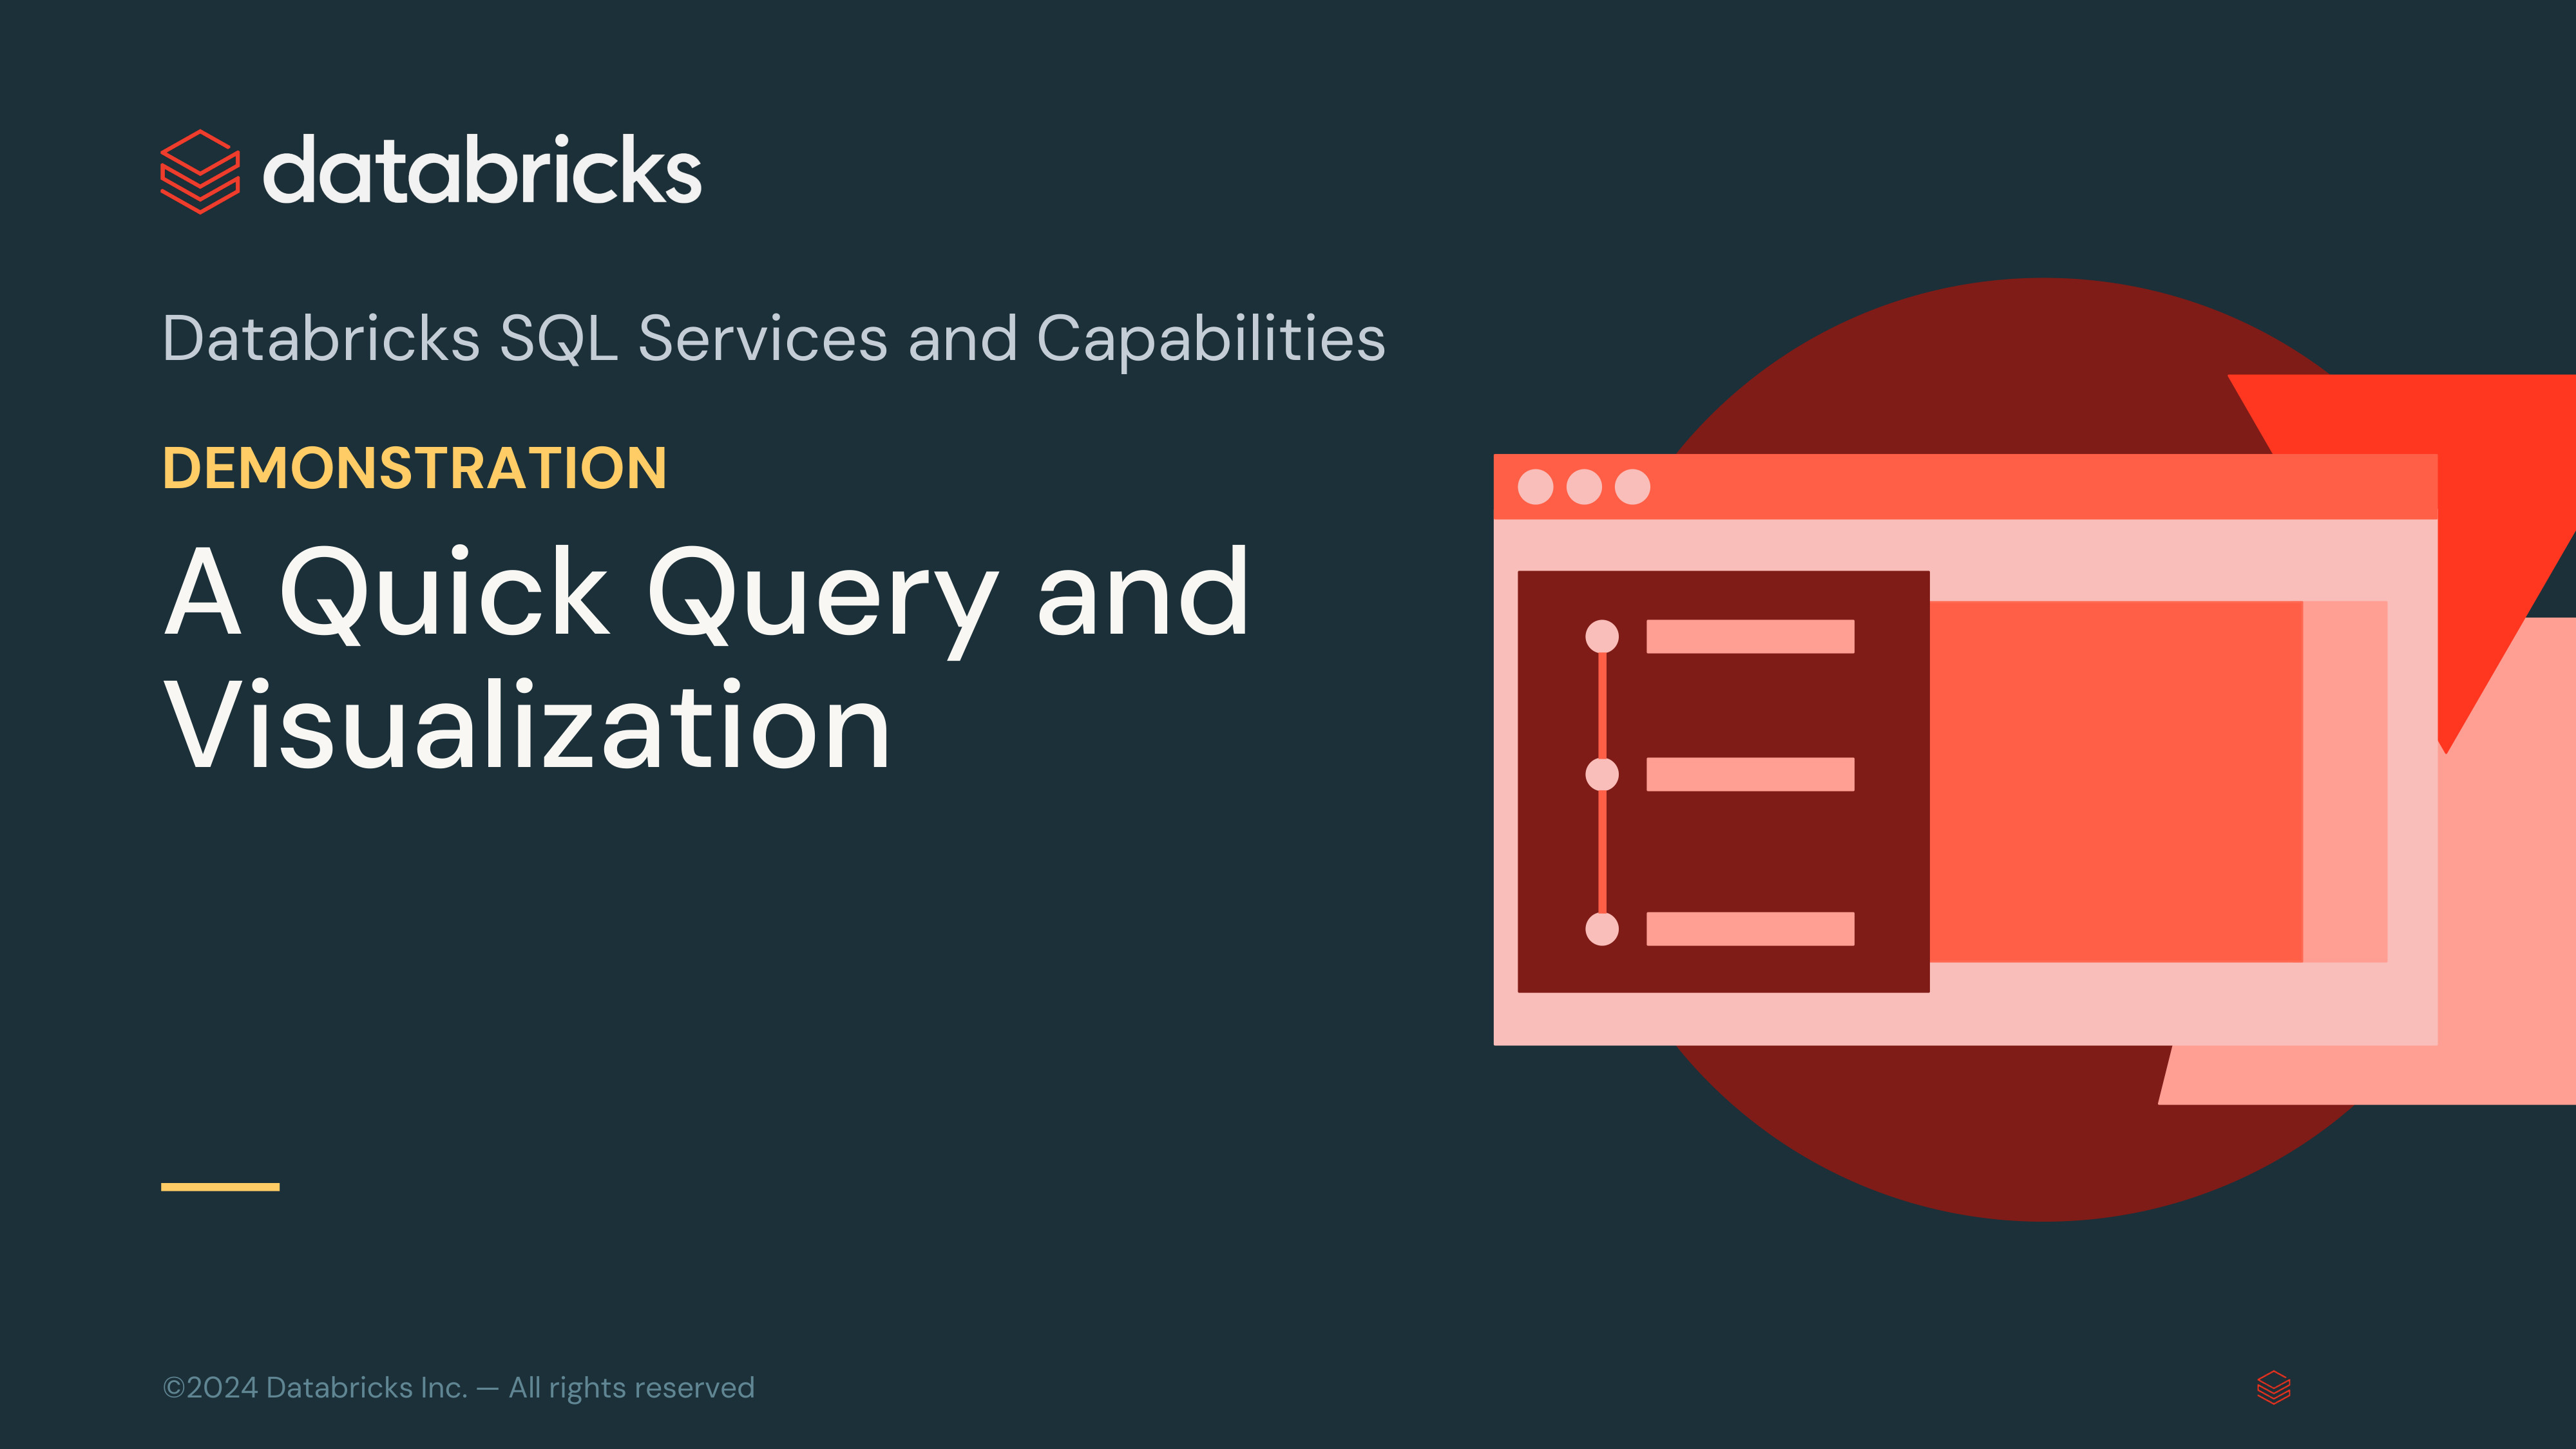 databricks
Databricks SQL Services and Capabilities
DEMONSTRATION
A Quick Query and
Visualization
©2024 Databricks Inc. — All rights reserved